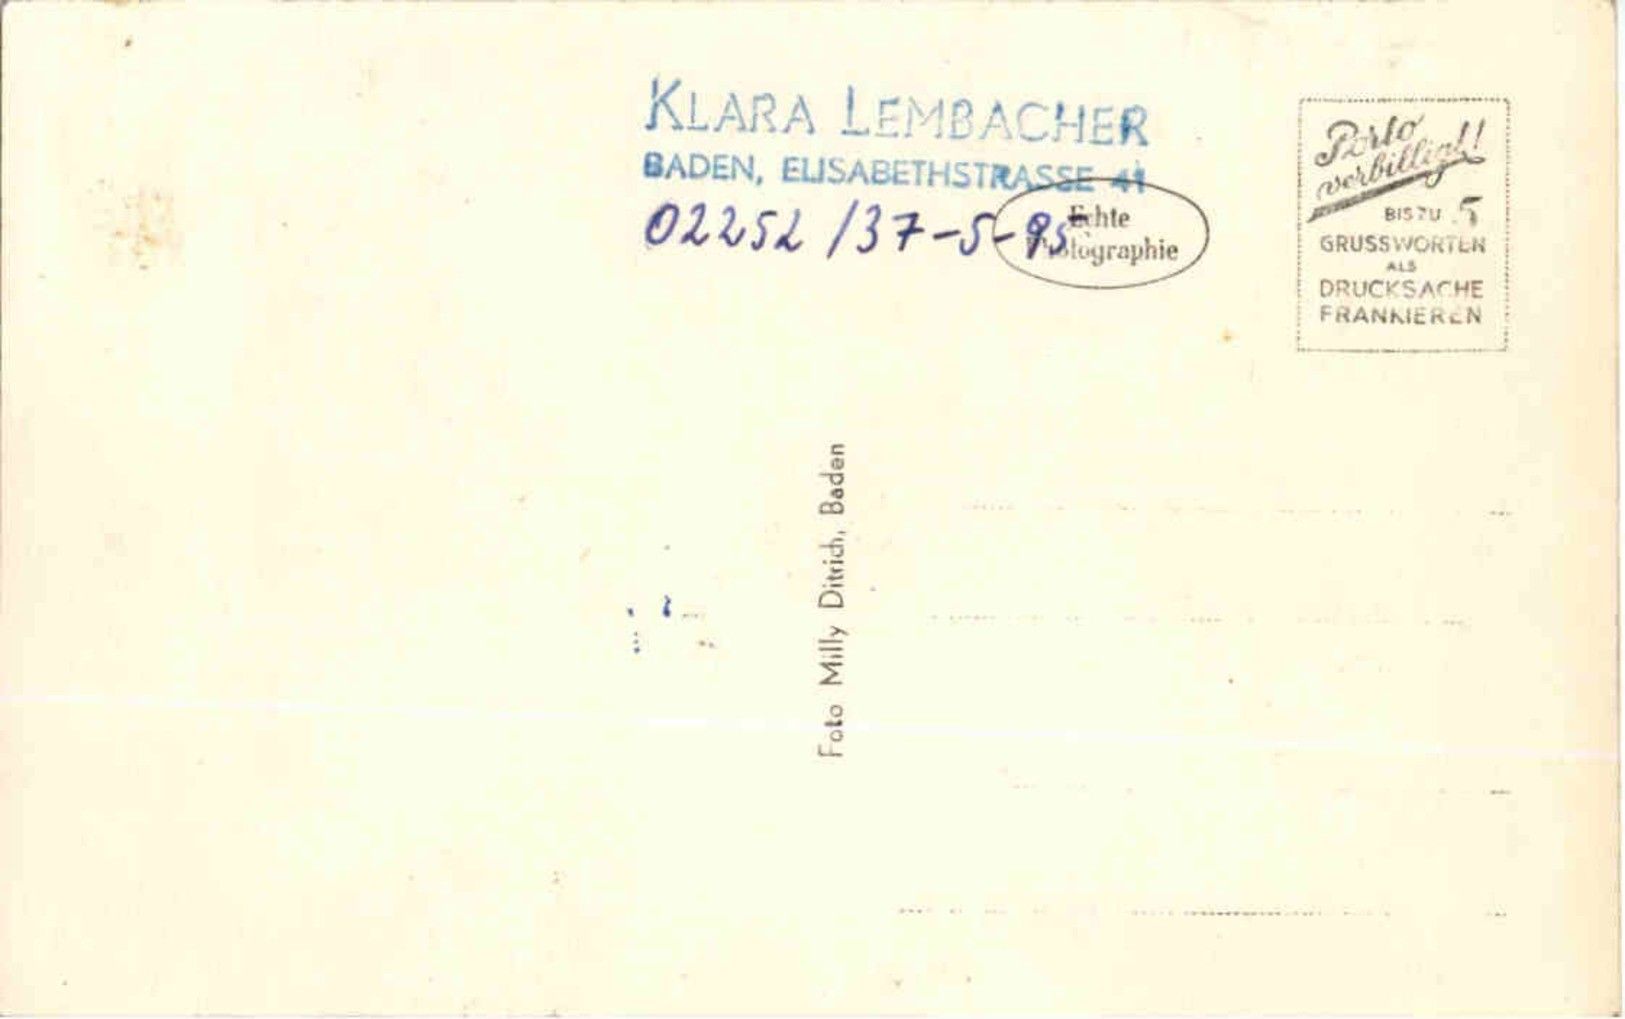 KLARA LEMBACHER
BADEN, ELISABETHSTRASSE 41
02252 /37-5-95
Echte
Photographie
Porto
verbilligt!
BIS ZU 5
GRUSSWORTEN
ALS
DRUCKSACHE
FRANKIEREN
Foto Milly Ditrich, Baden